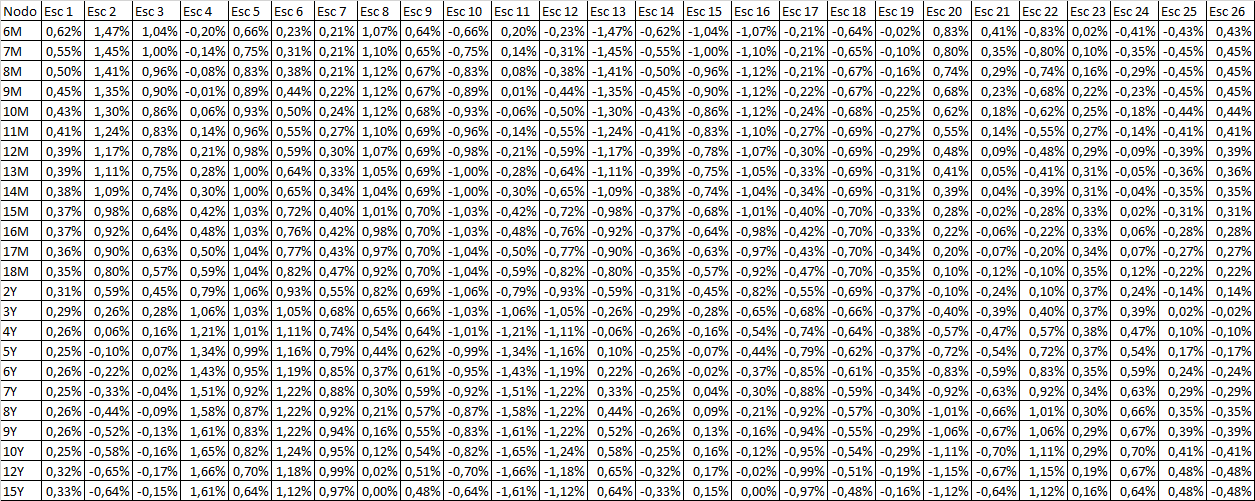 Nodo Esc 1 Esc 2 Esc 3 Esc 4 Esc 5 Esc 6 Esc 7 Esc 8 Esc 9 Esc 10 Esc 11 Esc 12 Esc 13 Esc 14 Esc 15 Esc 16 Esc 17 Esc 18 Esc 19 Esc 20 Esc 21 Esc 22 Esc 23 Esc 24 Esc 25 Esc 26
6M 0,62% 1,47% 1,04% -0,20% 0,66% 0,23% 0,21% 1,07% 0,64% -0,66% 0,20% -0,23% -1,47% -0,62% -1,04% -1,07% -0,21% -0,64% -0,02% 0,83% 0,41% -0,83% 0,02% -0,41% -0,43% 0,43%
7M 0,55% 1,45% 1,00% -0,14% 0,75% 0,31% 0,21% 1,10% 0,65% -0,75% 0,14% -0,31% -1,45% -0,55% -1,00% -1,10% -0,21% -0,65% -0,10% 0,80% 0,35% -0,80% 0,10% -0,35% -0,45% 0,45%
8M 0,50% 1,41% 0,96% -0,08% 0,83% 0,38% 0,21% 1,12% 0,67% -0,83% 0,08% -0,38% -1,41% -0,50% -0,96% -1,12% -0,21% -0,67% -0,16% 0,74% 0,29% -0,74% 0,16% -0,29% -0,45% 0,45%
9M 0,45% 1,35% 0,90% -0,01% 0,89% 0,44% 0,22% 1,12% 0,67% -0,89% 0,01% -0,44% -1,35% -0,45% -0,90% -1,12% -0,22% -0,67% -0,22% 0,68% 0,23% -0,68% 0,22% -0,23% -0,45% 0,45%
10M 0,43% 1,30% 0,86% 0,06% 0,93% 0,50% 0,24% 1,12% 0,68% -0,93% -0,06% -0,50% -1,30% -0,43% -0,86% -1,12% -0,24% -0,68% -0,25% 0,62% 0,18% -0,62% 0,25% -0,18% -0,44% 0,44%
11M 0,41% 1,24% 0,83% 0,14% 0,96% 0,55% 0,27% 1,10% 0,69% -0,96% -0,14% -0,55% -1,24% -0,41% -0,83% -1,10% -0,27% -0,69% -0,27% 0,55% 0,14% -0,55% 0,27% -0,14% -0,41% 0,41%
12M 0,39% 1,17% 0,78% 0,21% 0,98% 0,59% 0,30% 1,07% 0,69% -0,98% -0,21% -0,59% -1,17% -0,39% -0,78% -1,07% -0,30% -0,69% -0,29% 0,48% 0,09% -0,48% 0,29% -0,09% -0,39% 0,39%
13M 0,39% 1,11% 0,75% 0,28% 1,00% 0,64% 0,33% 1,05% 0,69% -1,00% -0,28% -0,64% -1,11% -0,39% -0,75% -1,05% -0,33% -0,69% -0,31% 0,41% 0,05% -0,41% 0,31% -0,05% -0,36% 0,36%
14M 0,38% 1,09% 0,74% 0,30% 1,00% 0,65% 0,34% 1,04% 0,69% -1,00% -0,30% -0,65% -1,09% -0,38% -0,74% -1,04% -0,34% -0,69% -0,31% 0,39% 0,04% -0,39% 0,31% -0,04% -0,35% 0,35%
15M 0,37% 0,98% 0,68% 0,42% 1,03% 0,72% 0,40% 1,01% 0,70% -1,03% -0,42% -0,72% -0,98% -0,37% -0,68% -1,01% -0,40% -0,70% -0,33% 0,28% -0,02% -0,28% 0,33% 0,02% -0,31% 0,31%
16M 0,37% 0,92% 0,64% 0,48% 1,03% 0,76% 0,42% 0,98% 0,70% -1,03% -0,48% -0,76% -0,92% -0,37% -0,64% -0,98% -0,42% -0,70% -0,33% 0,22% -0,06% -0,22% 0,33% 0,06% -0,28% 0,28%
17M 0,36% 0,90% 0,63% 0,50% 1,04% 0,77% 0,43% 0,97% 0,70% -1,04% -0,50% -0,77% -0,90% -0,36% -0,63% -0,97% -0,43% -0,70% -0,34% 0,20% -0,07% -0,20% 0,34% 0,07% -0,27% 0,27%
18M 0,35% 0,80% 0,57% 0,59% 1,04% 0,82% 0,47% 0,92% 0,70% -1,04% -0,59% -0,82% -0,80% -0,35% -0,57% -0,92% -0,47% -0,70% -0,35% 0,10% -0,12% -0,10% 0,35% 0,12% -0,22% 0,22%
2Y 0,31% 0,59% 0,45% 0,79% 1,06% 0,93% 0,55% 0,82% 0,69% -1,06% -0,79% -0,93% -0,59% -0,31% -0,45% -0,82% -0,55% -0,69% -0,37% -0,10% -0,24% 0,10% 0,37% 0,24% -0,14% 0,14%
3Y 0,29% 0,26% 0,28% 1,06% 1,03% 1,05% 0,68% 0,65% 0,66% -1,03% -1,06% -1,05% -0,26% -0,29% -0,28% -0,65% -0,68% -0,66% -0,37% -0,40% -0,39% 0,40% 0,37% 0,39% 0,02% -0,02%
4Y 0,26% 0,06% 0,16% 1,21% 1,01% 1,11% 0,74% 0,54% 0,64% -1,01% -1,21% -1,11% -0,06% -0,26% -0,16% -0,54% -0,74% -0,64% -0,38% -0,57% -0,47% 0,57% 0,38% 0,47% 0,10% -0,10%
5Y 0,25% -0,10% 0,07% 1,34% 0,99% 1,16% 0,79% 0,44% 0,62% -0,99% -1,34% -1,16% 0,10% -0,25% -0,07% -0,44% -0,79% -0,62% -0,37% -0,72% -0,54% 0,72% 0,37% 0,54% 0,17% -0,17%
6Y 0,26% -0,22% 0,02% 1,43% 0,95% 1,19% 0,85% 0,37% 0,61% -0,95% -1,43% -1,19% 0,22% -0,26% -0,02% -0,37% -0,85% -0,61% -0,35% -0,83% -0,59% 0,83% 0,35% 0,59% 0,24% -0,24%
7Y 0,25% -0,33% -0,04% 1,51% 0,92% 1,22% 0,88% 0,30% 0,59% -0,92% -1,51% -1,22% 0,33% -0,25% 0,04% -0,30% -0,88% -0,59% -0,34% -0,92% -0,63% 0,92% 0,34% 0,63% 0,29% -0,29%
8Y 0,26% -0,44% -0,09% 1,58% 0,87% 1,22% 0,92% 0,21% 0,57% -0,87% -1,58% -1,22% 0,44% -0,26% 0,09% -0,21% -0,92% -0,57% -0,30% -1,01% -0,66% 1,01% 0,30% 0,66% 0,35% -0,35%
9Y 0,26% -0,52% -0,13% 1,61% 0,83% 1,22% 0,94% 0,16% 0,55% -0,83% -1,61% -1,22% 0,52% -0,26% 0,13% -0,16% -0,94% -0,55% -0,29% -1,06% -0,67% 1,06% 0,29% 0,67% 0,39% -0,39%
10Y 0,25% -0,58% -0,16% 1,65% 0,82% 1,24% 0,95% 0,12% 0,54% -0,82% -1,65% -1,24% 0,58% -0,25% 0,16% -0,12% -0,95% -0,54% -0,29% -1,11% -0,70% 1,11% 0,29% 0,70% 0,41% -0,41%
12Y 0,32% -0,65% -0,17% 1,66% 0,70% 1,18% 0,99% 0,02% 0,51% -0,70% -1,66% -1,18% 0,65% -0,32% 0,17% -0,02% -0,99% -0,51% -0,19% -1,15% -0,67% 1,15% 0,19% 0,67% 0,48% -0,48%
15Y 0,33% -0,64% -0,15% 1,61% 0,64% 1,12% 0,97% 0,00% 0,48% -0,64% -1,61% -1,12% 0,64% -0,33% 0,15% 0,00% -0,97% -0,48% -0,16% -1,12% -0,64% 1,12% 0,16% 0,64% 0,48% -0,48%